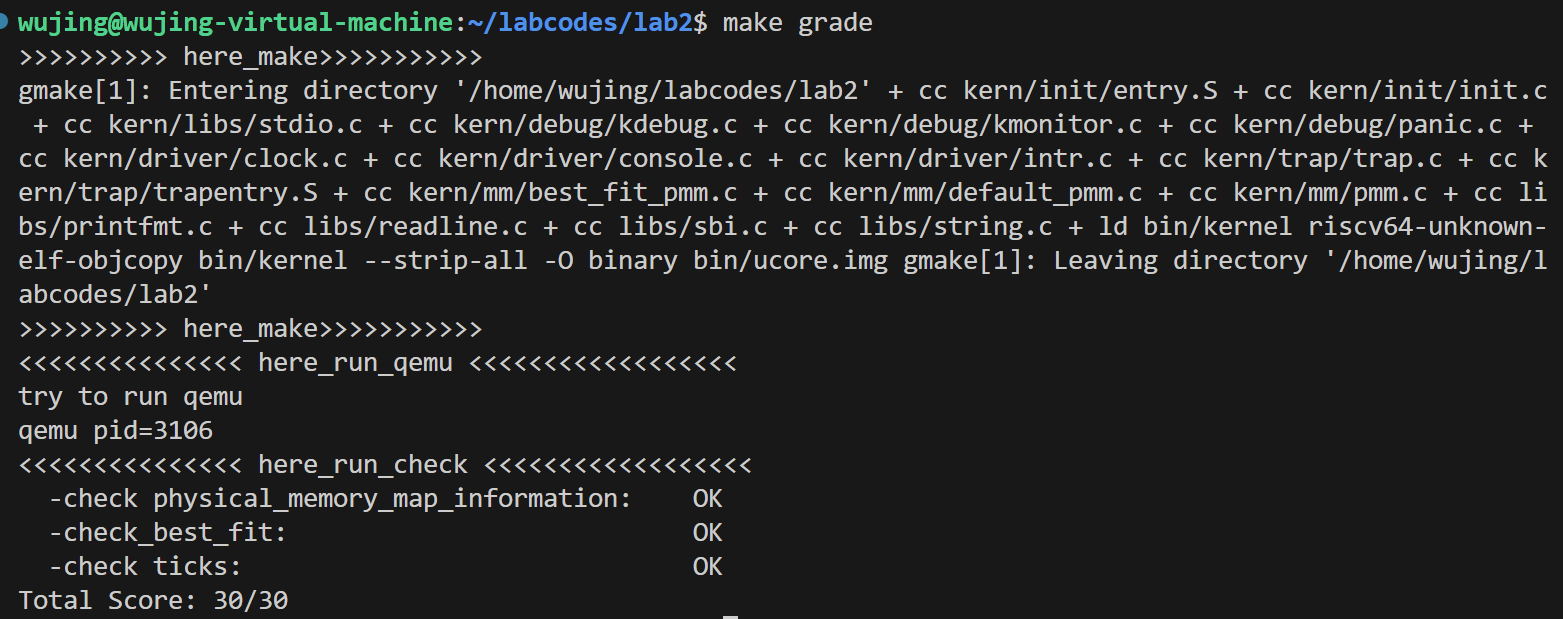 wujing@wujing-virtual-machine:~/labcodes/lab2$ make grade
>>>>>>>>>> here_make>>>>>>>>>>>
gmake[1]: Entering directory '/home/wujing/labcodes/lab2' + cc kern/init/entry.S + cc kern/init/init.c
 + cc kern/libs/stdio.c + cc kern/debug/kdebug.c + cc kern/debug/kmonitor.c + cc kern/debug/panic.c +
cc kern/driver/clock.c + cc kern/driver/console.c + cc kern/driver/intr.c + cc kern/trap/trap.c + cc k
ern/trap/trapentry.S + cc kern/mm/best_fit_pmm.c + cc kern/mm/default_pmm.c + cc kern/mm/pmm.c + cc li
bs/printfmt.c + cc libs/readline.c + cc libs/sbi.c + cc libs/string.c + ld bin/kernel riscv64-unknown-
elf-objcopy bin/kernel --strip-all -O binary bin/ucore.img gmake[1]: Leaving directory '/home/wujing/l
abcodes/lab2'
>>>>>>>>>> here_make>>>>>>>>>>>
<<<<<<<<<<<<<<< here_run_qemu <<<<<<<<<<<<<<<<<<
try to run qemu
qemu pid=3106
<<<<<<<<<<<<<<< here_run_check <<<<<<<<<<<<<<<<<<
  -check physical_memory_map_information:    OK
  -check_best_fit:                           OK
  -check ticks:                              OK
Total Score: 30/30